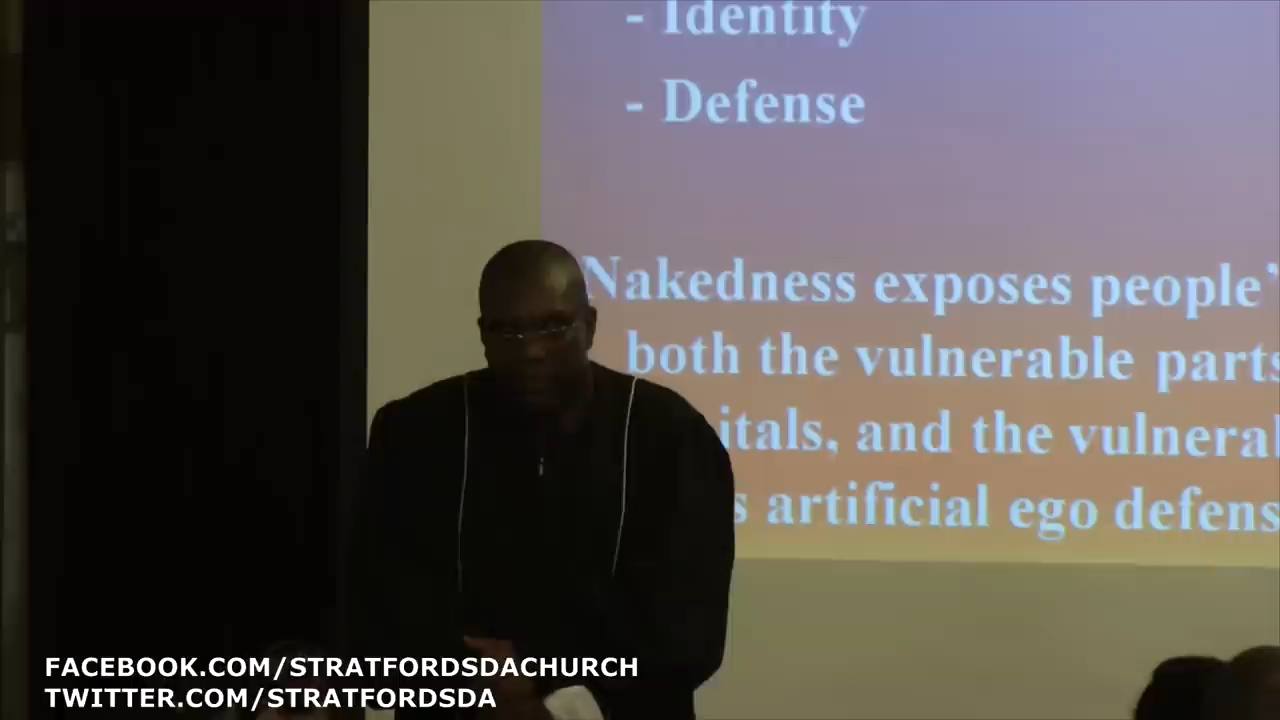 - Identity
- Defense
Nakedness exposes people'
both the vulnerable parts
itals, and the vulneral
s artificial ego defens
FACEBOOK.COM/STRATFORDSDACHURCH
TWITTER.COM/STRATFORDSDA